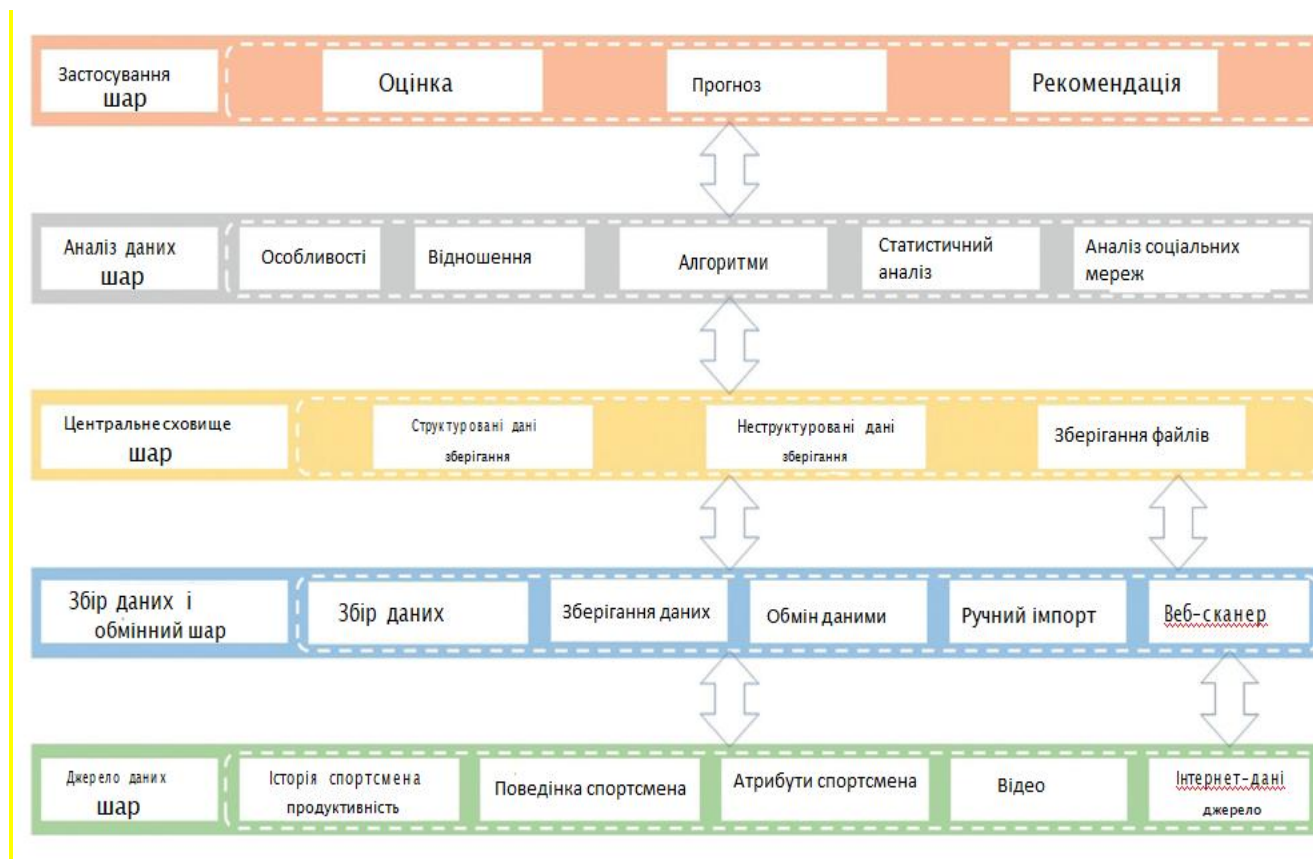 Застосування
шар
Оцінка
Прогноз
Рекомендація
Аналіз даних
шар
Особливості
Відношення
Алгоритми
Статистичний
аналіз
Аналіз соціальних
мереж
Центральне сховище
шар
Структуровані дані
зберігання
Неструктуровані дані
зберігання
Зберігання файлів
Збір даних і
обмінний шар
Збір даних
Зберігання даних
Обмін даними
Ручний імпорт
Веб-сканер
Джерело даних
шар
Історія спортсмена
продуктивність
Поведінка спортсмена
Атрибути спортсмена
Відео
Інтернет-дані
джерело